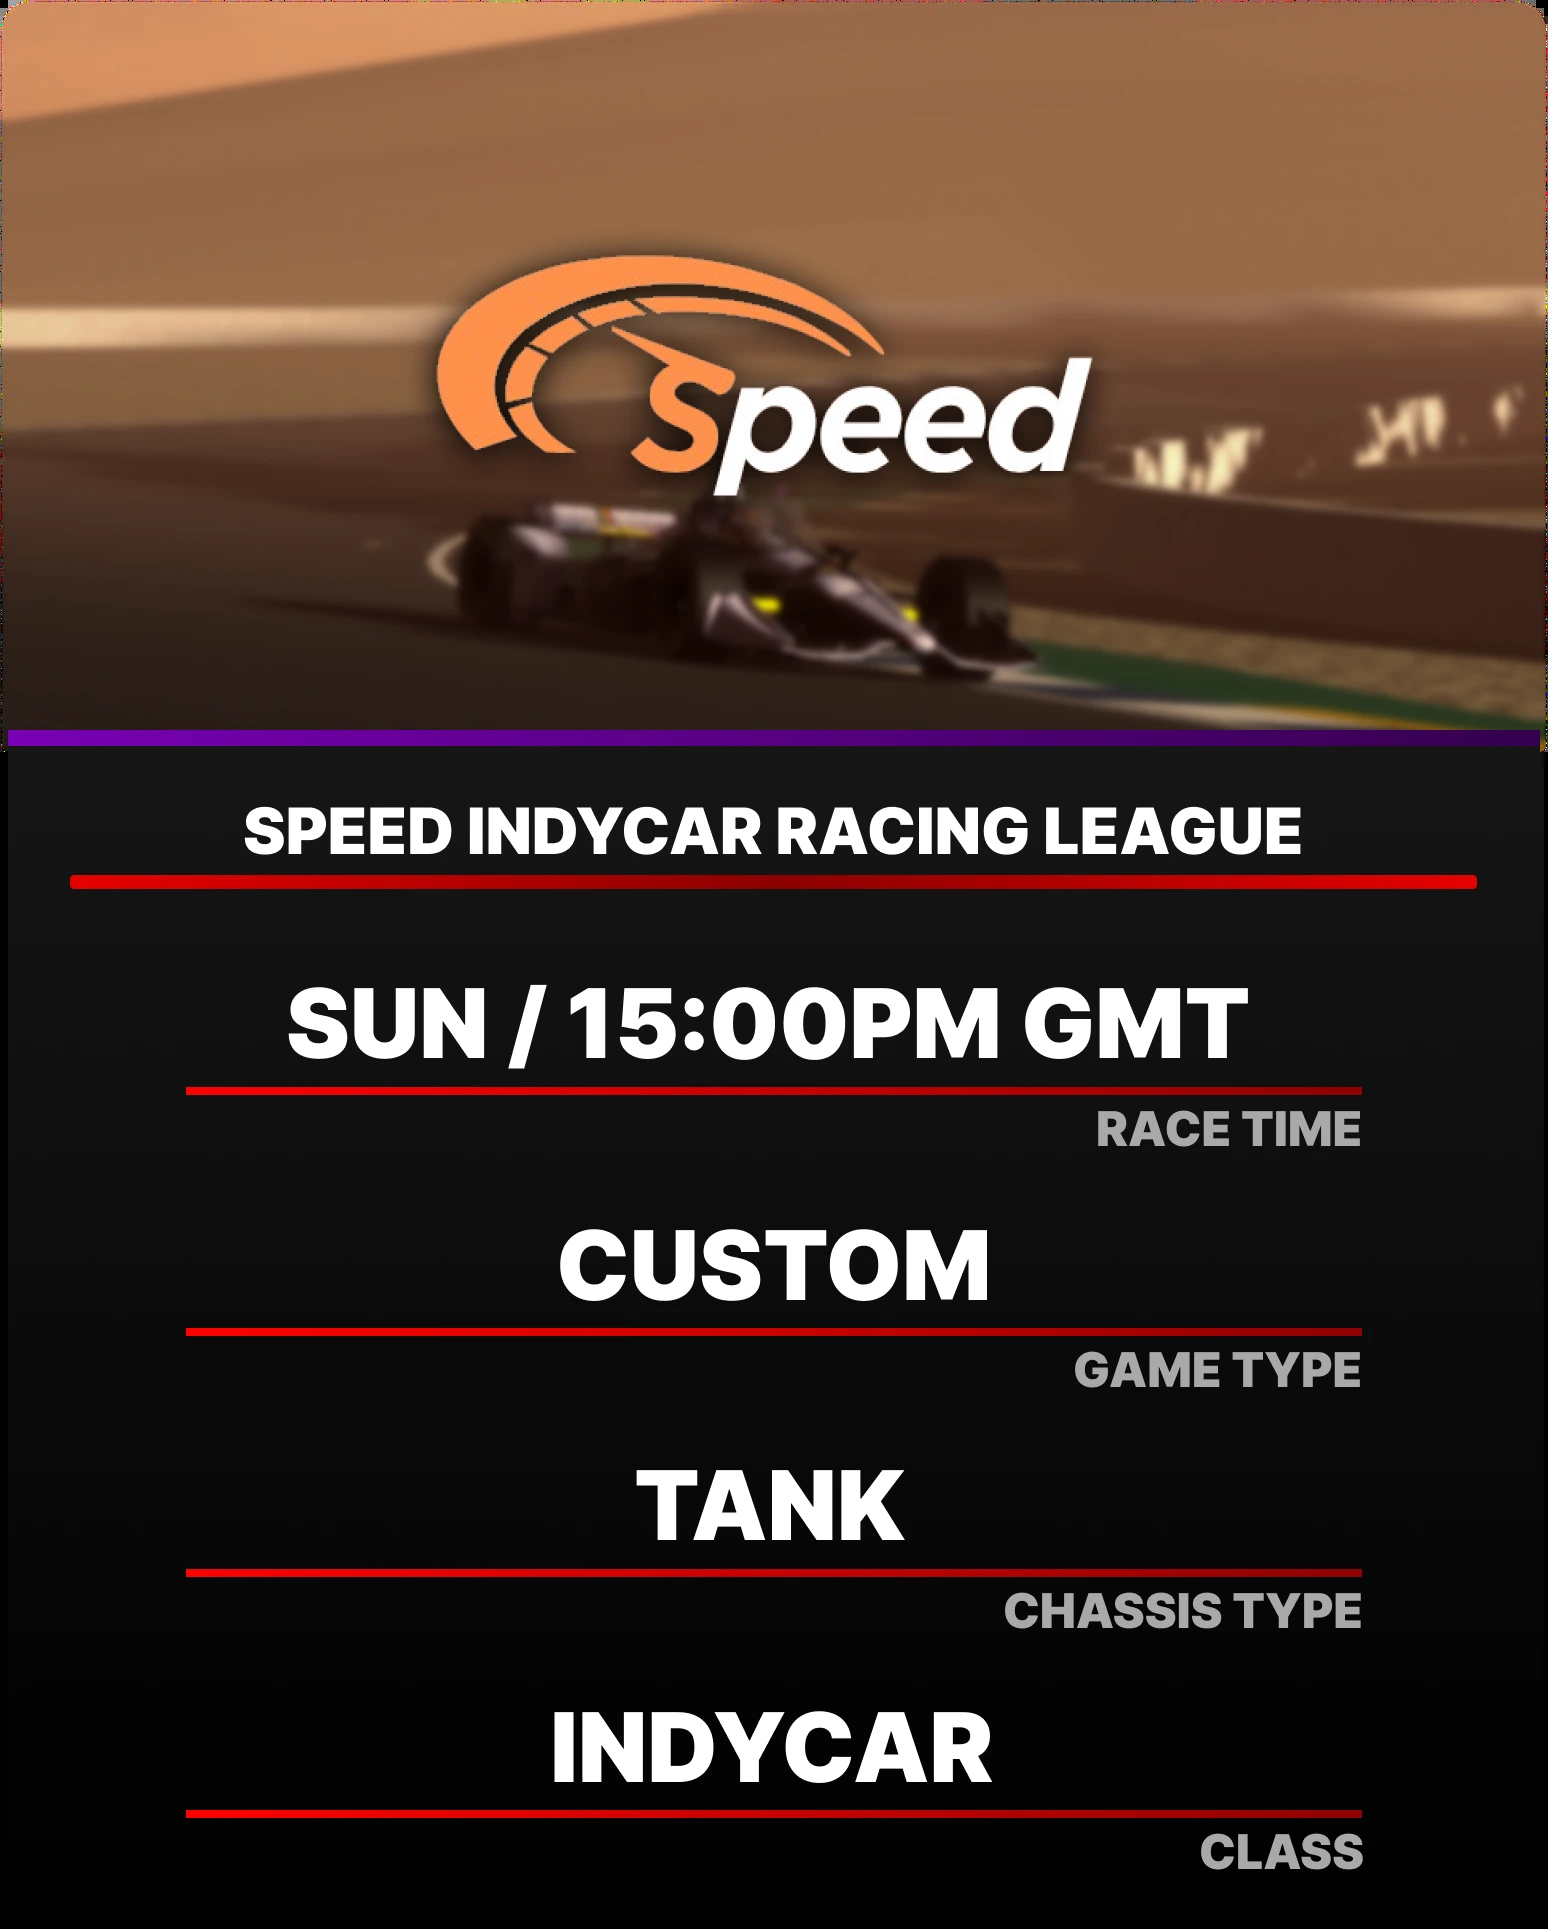 Speed
SPEED INDYCAR RACING LEAGUE
SUN / 15:00PM GMT
RACE TIME
CUSTOM
GAME TYPE
TANK
CHASSIS TYPE
INDYCAR
CLASS